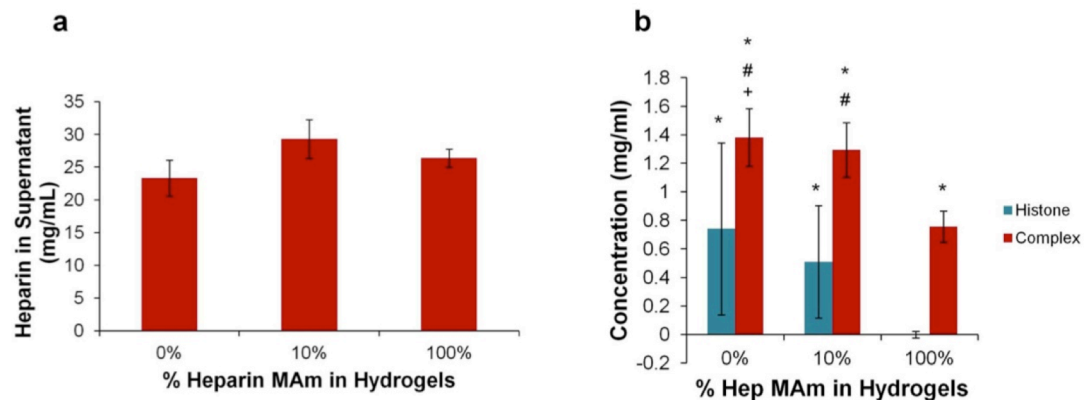 a
Heparin in Supernatant
(mg/mL)
35
30
25
20
15
10
5
0
0% 10% 100%
% Heparin MAm in Hydrogels
b
Concentration (mg/ml)
1.8
1.6
1.4
1.2
1
0.8
0.6
0.4
0.2
0
-0.2
*
*
#
+
*
*
#
*
0% 10% 100%
% Hep MAm in Hydrogels
Histone
Complex